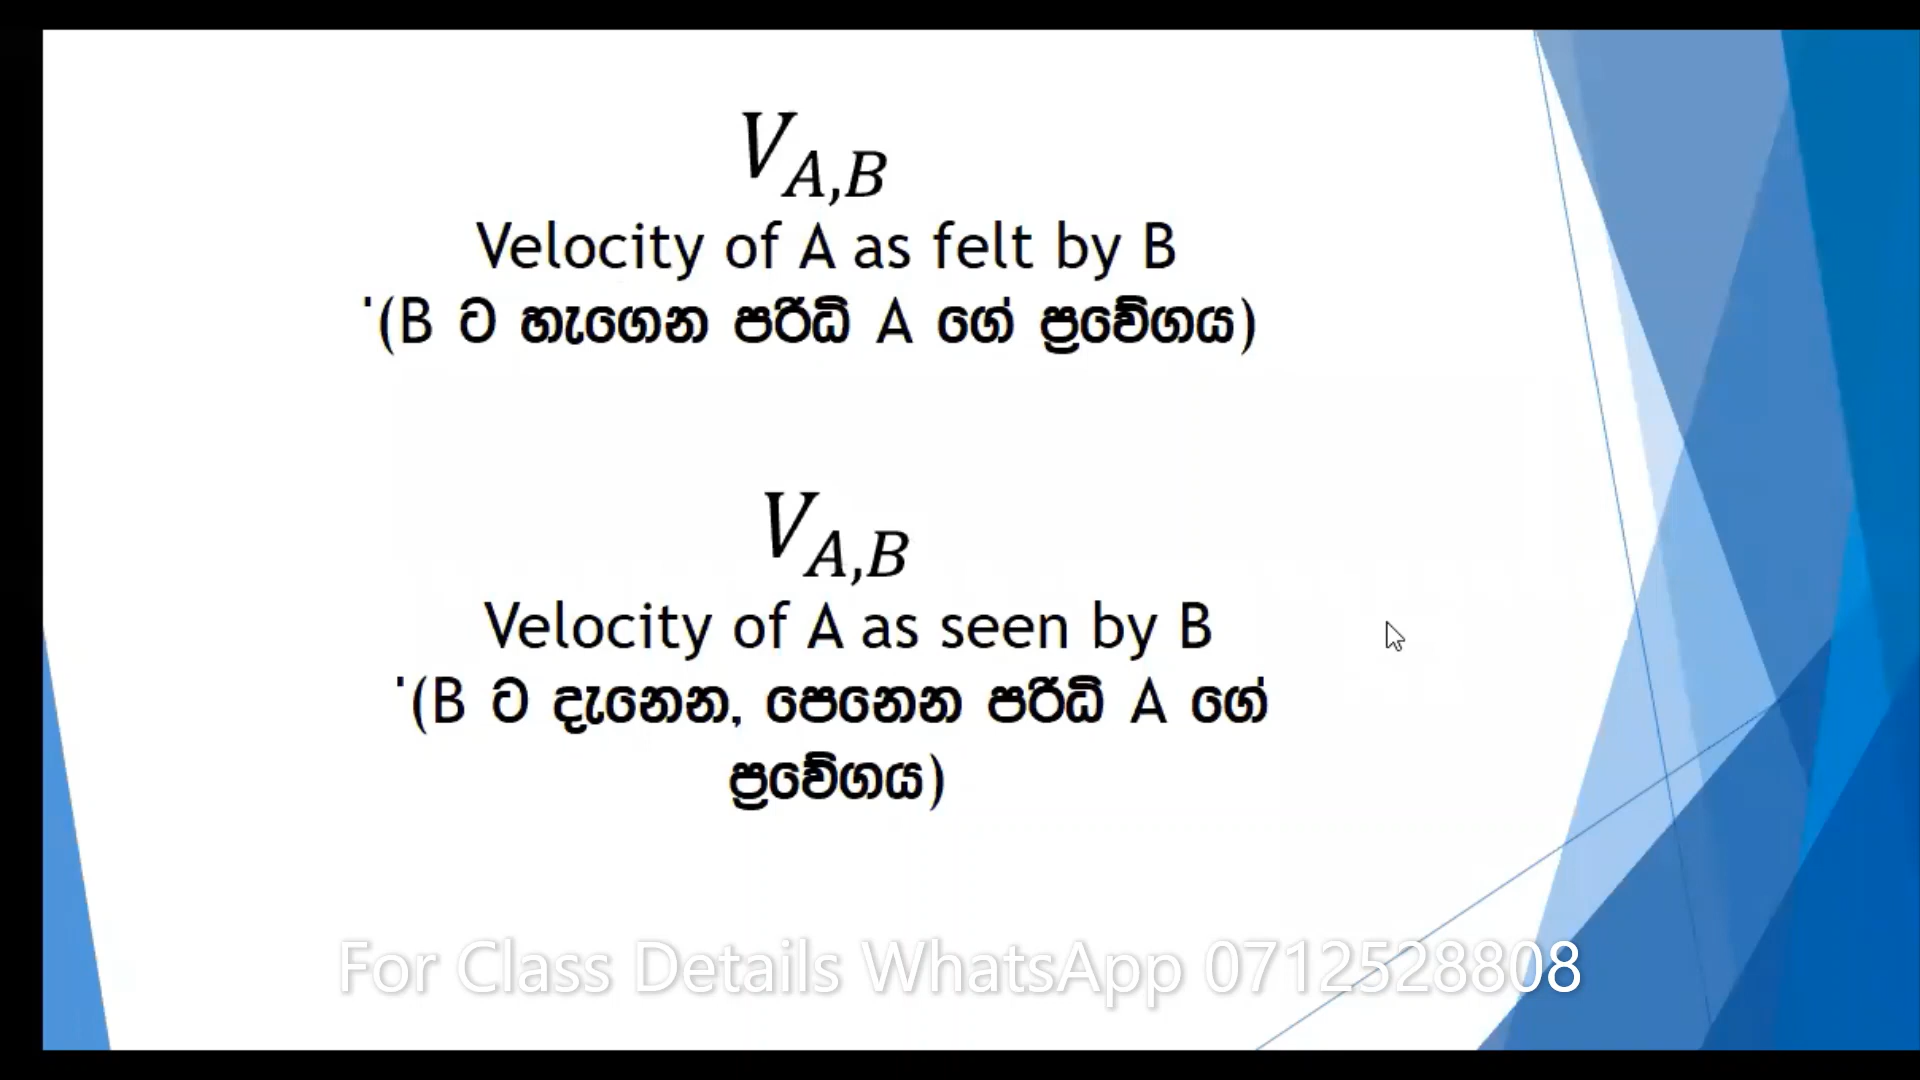 V_{A,B}
Velocity of A as felt by B
'(B ට හැගෙන පරිධි A ගේ ප්‍රවේගය)
V_{A,B}
Velocity of A as seen by B
'(B ට දැනෙන, පෙනෙන පරිධි A ගේ
ප්‍රවේගය)
For Class Details WhatsApp 0712528808